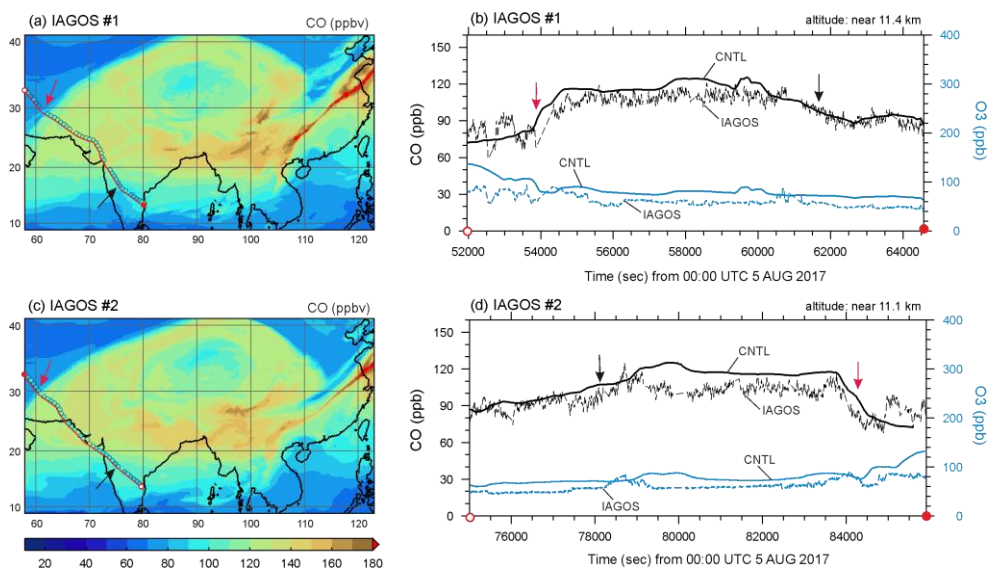 (a) IAGOS #1
CO (ppbv)
40
30
20
10
60 70 80 90 100 110 120
(b) IAGOS #1
altitude: near 11.4 km
CO (ppb)
150
120
90
60
30
0
CNTL
IAGOS
CNTL
IAGOS
400
300
200
100
0
O3 (ppb)
52000 54000 56000 58000 60000 62000 64000
Time (sec) from 00:00 UTC 5 AUG 2017
(c) IAGOS #2
CO (ppbv)
40
30
20
10
60 70 80 90 100 110 120
20 40 60 80 100 120 140 160 180
(d) IAGOS #2
altitude: near 11.1 km
CO (ppb)
150
120
90
60
30
0
CNTL
IAGOS
CNTL
IAGOS
400
300
200
100
0
O3 (ppb)
76000 78000 80000 82000 84000
Time (sec) from 00:00 UTC 5 AUG 2017